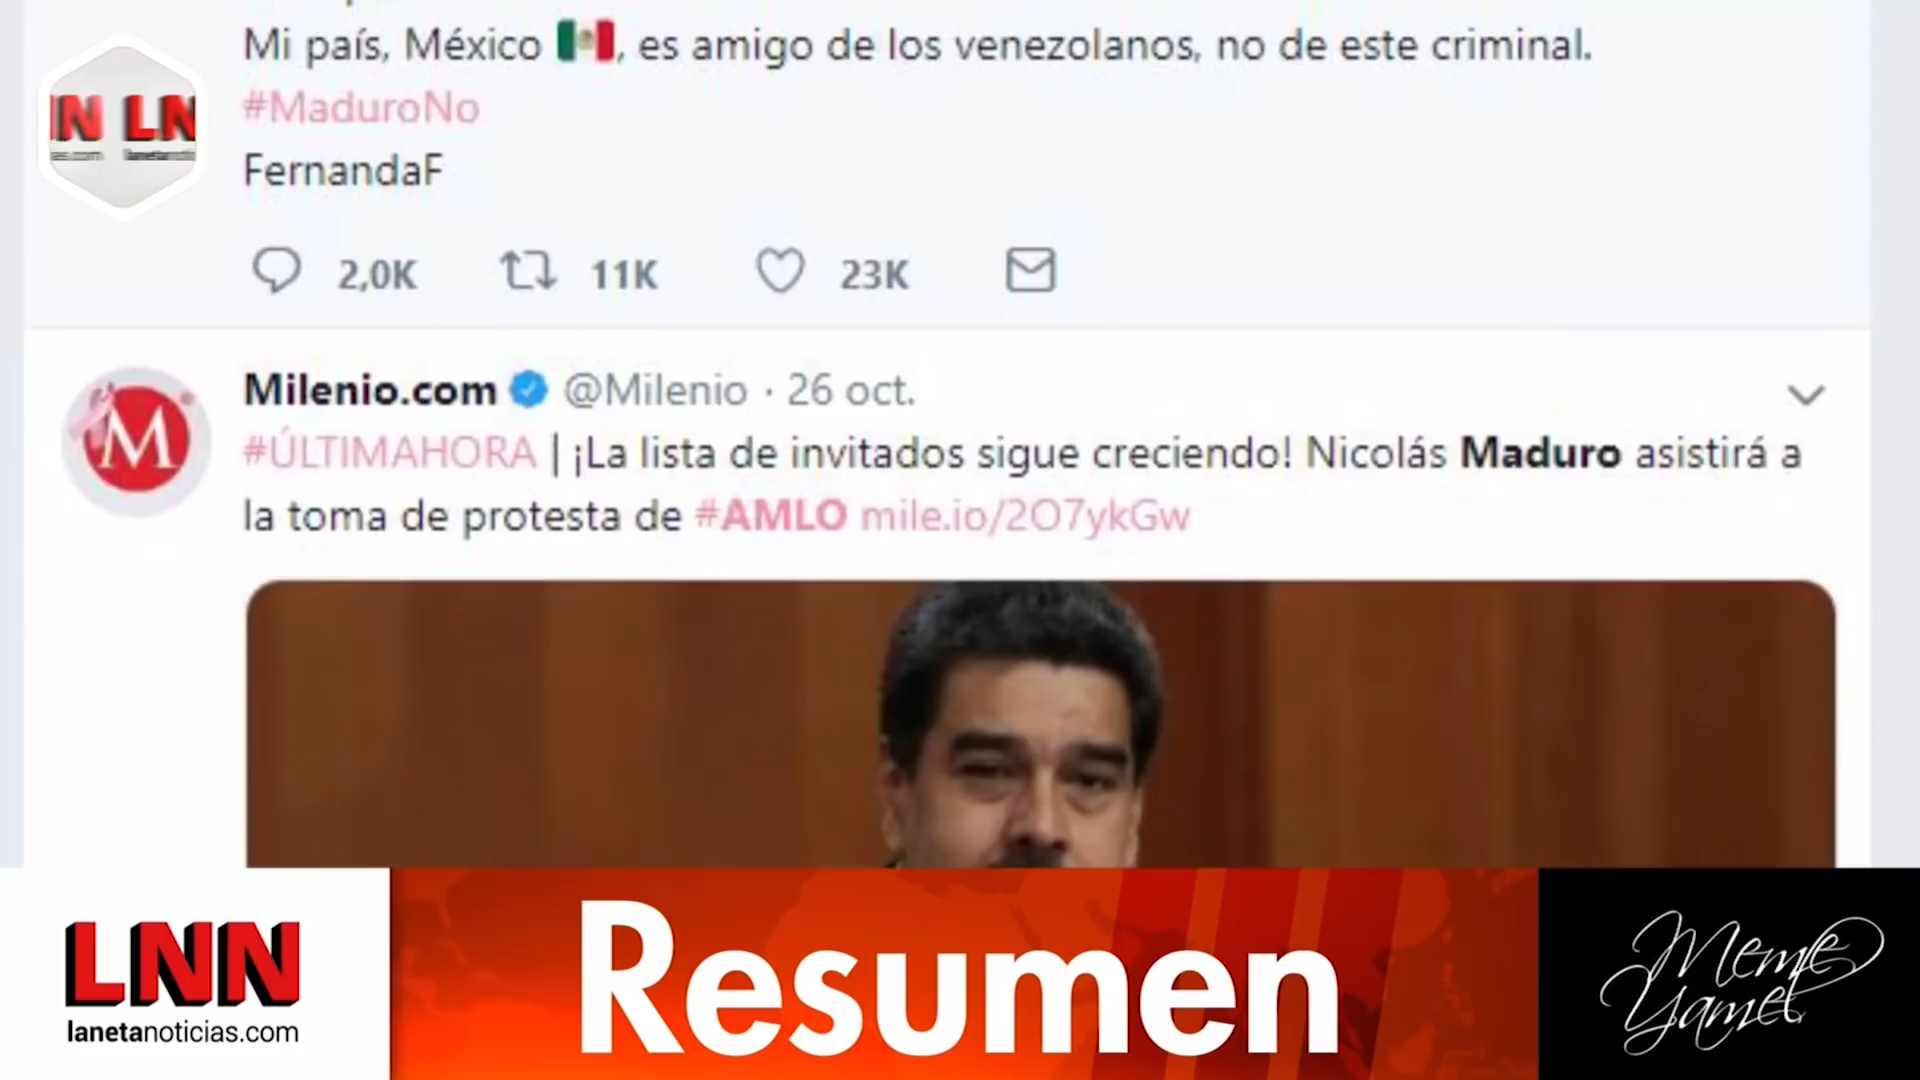 Mi país, México 🇲🇽, es amigo de los venezolanos, no de este criminal.
#MaduroNo
FernandaF
2,0K 11K 23K
Milenio.com @Milenio · 26 oct.
#ÚLTIMAHORA | ¡La lista de invitados sigue creciendo! Nicolás Maduro asistirá a
la toma de protesta de #AMLO mile.io/2O7ykGw
LNN
lanetanoticias.com
Resumen
Meme
Yamel